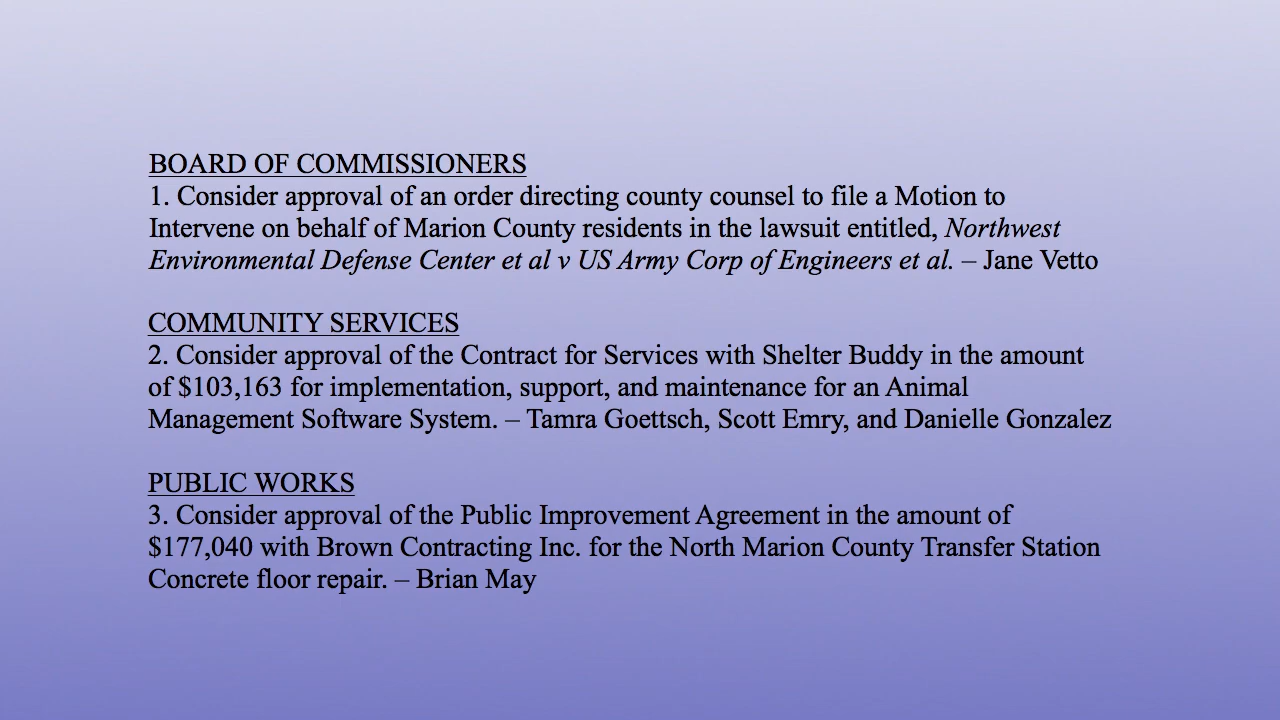 BOARD OF COMMISSIONERS
1. Consider approval of an order directing county counsel to file a Motion to
Intervene on behalf of Marion County residents in the lawsuit entitled, Northwest
Environmental Defense Center et al v US Army Corp of Engineers et al. – Jane Vetto
COMMUNITY SERVICES
2. Consider approval of the Contract for Services with Shelter Buddy in the amount
of $103,163 for implementation, support, and maintenance for an Animal
Management Software System. – Tamra Goettsch, Scott Emry, and Danielle Gonzalez
PUBLIC WORKS
3. Consider approval of the Public Improvement Agreement in the amount of
$177,040 with Brown Contracting Inc. for the North Marion County Transfer Station
Concrete floor repair. – Brian May